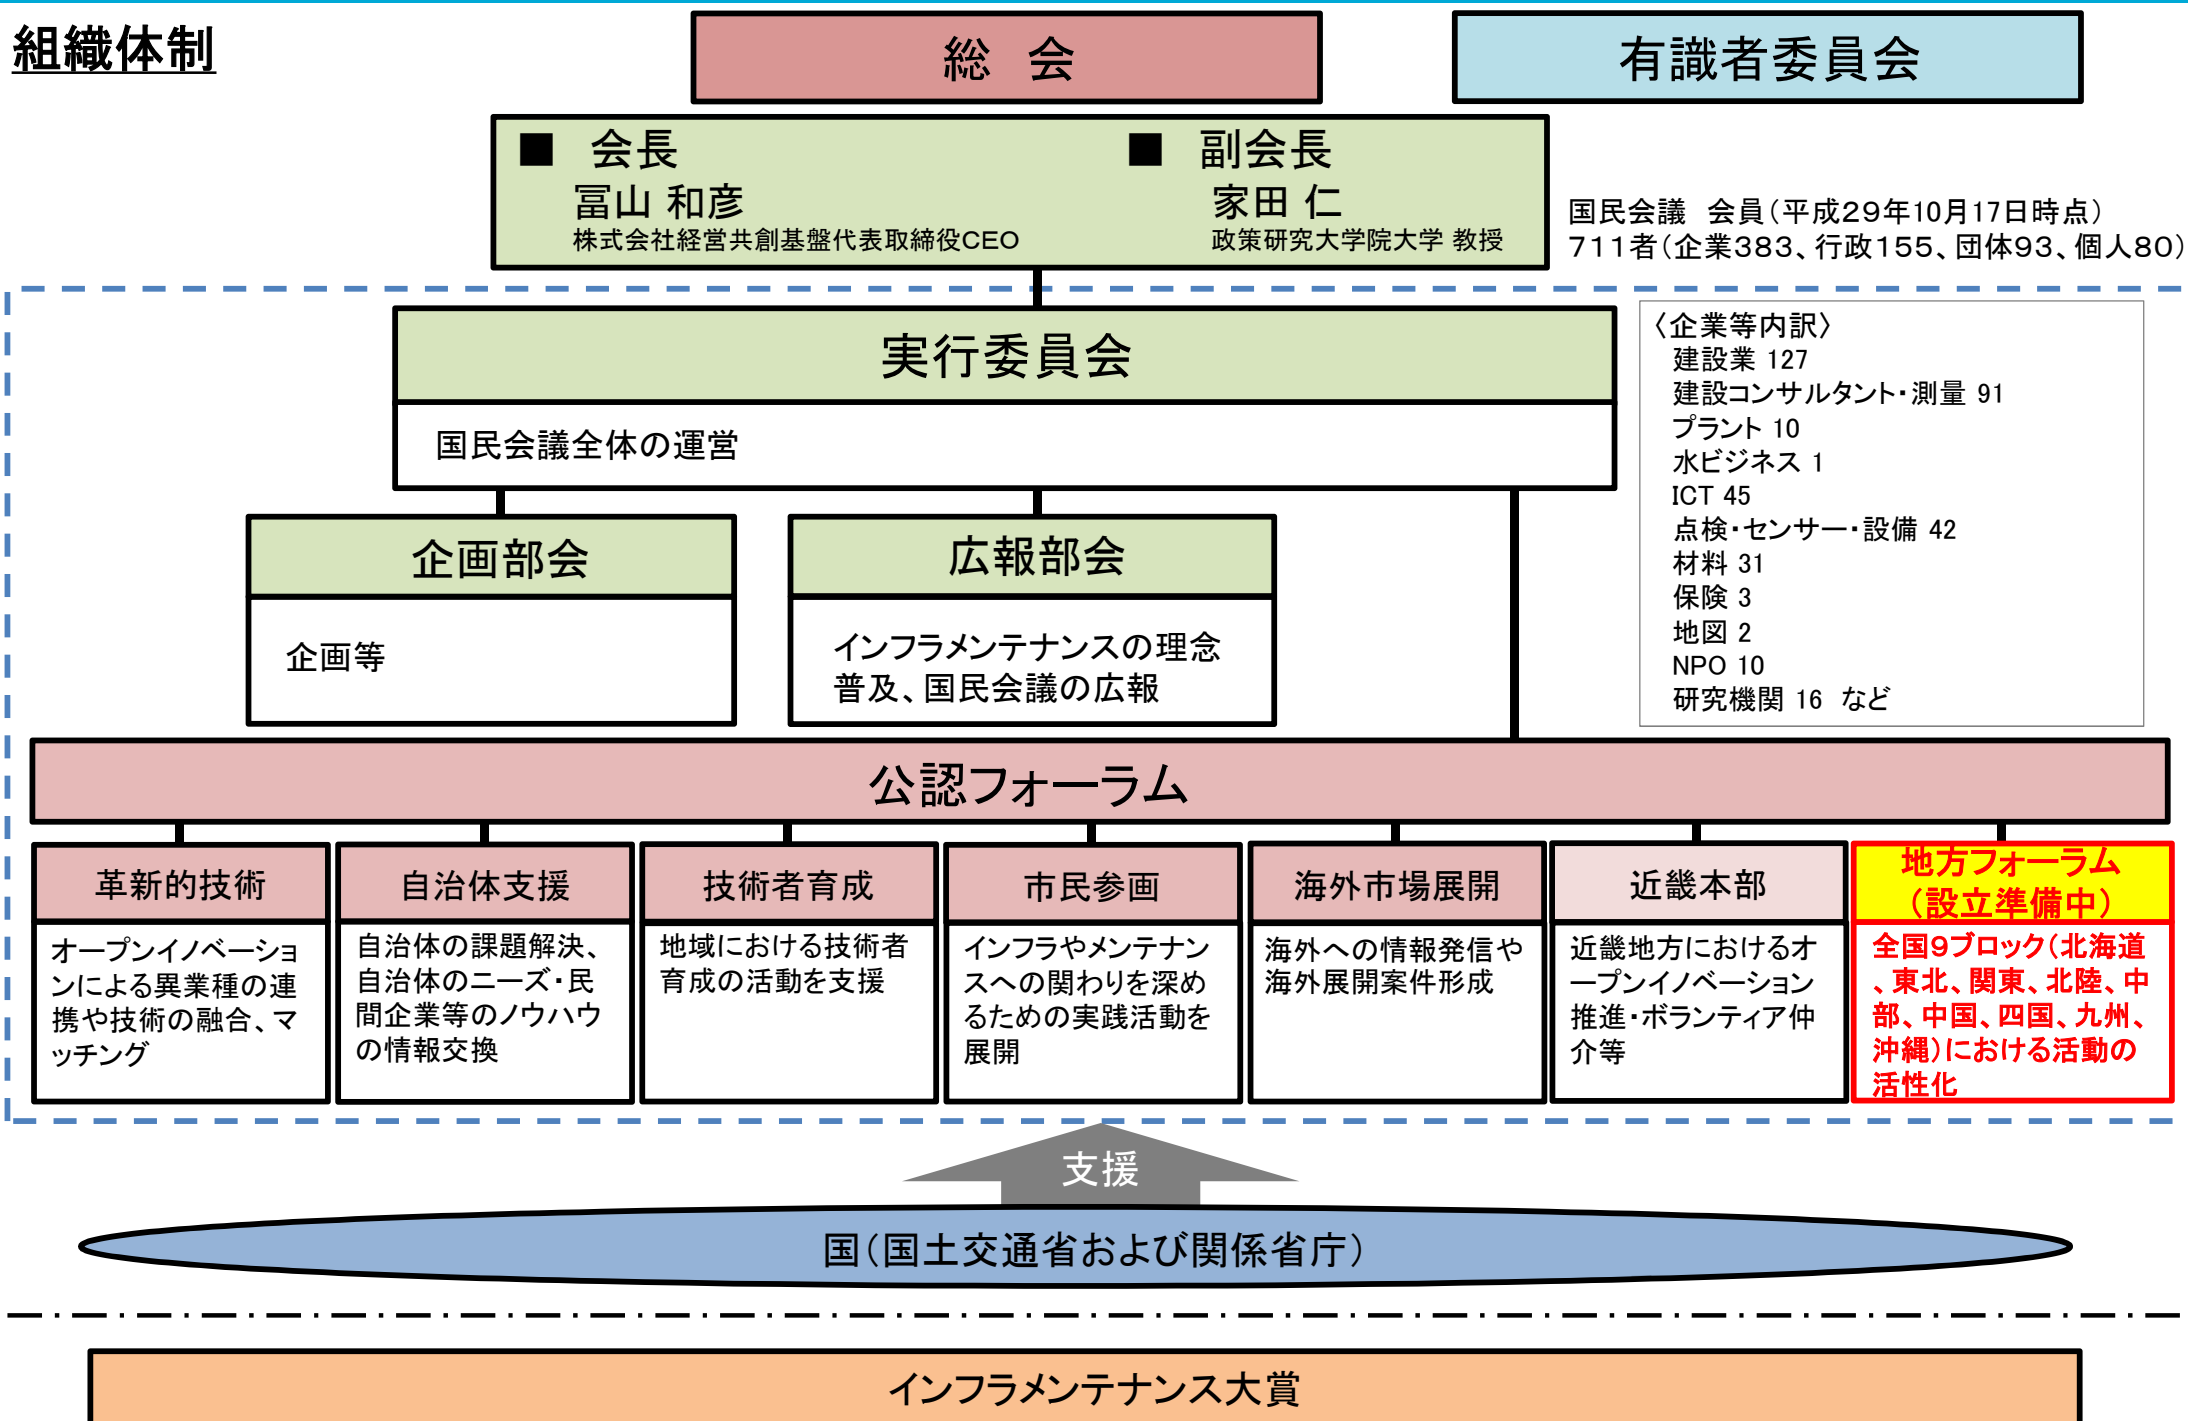 組織体制
総　会
有識者委員会
■　会長
冨山 和彦
株式会社経営共創基盤代表取締役CEO
■　副会長
家田 仁
政策研究大学院大学 教授
国民会議　会員（平成29年10月17日時点）
711者（企業383、行政155、団体93、個人80）
実行委員会
国民会議全体の運営
〈企業等内訳〉
建設業 127
建設コンサルタント・測量 91
プラント 10
水ビジネス 1
ICT 45
点検・センサー・設備 42
材料 31
保険 3
地図 2
NPO 10
研究機関 16 など
企画部会
企画等
広報部会
インフラメンテナンスの理念
普及、国民会議の広報
公認フォーラム
革新的技術
オープンイノベーショ
ンによる異業種の連
携や技術の融合、マ
ッチング
自治体支援
自治体の課題解決、
自治体のニーズ・民
間企業等のノウハウ
の情報交換
技術者育成
地域における技術者
育成の活動を支援
市民参画
インフラやメンテナン
スへの関わりを深め
るための実践活動を
展開
海外市場展開
海外への情報発信や
海外展開案件形成
近畿本部
近畿地方におけるオ
ープンイノベーション
推進・ボランティア仲
介等
地方フォーラム
（設立準備中）
全国9ブロック（北海道
、東北、関東、北陸、中
部、中国、四国、九州、
沖縄）における活動の
活性化
支援
国（国土交通省および関係省庁）
インフラメンテナンス大賞